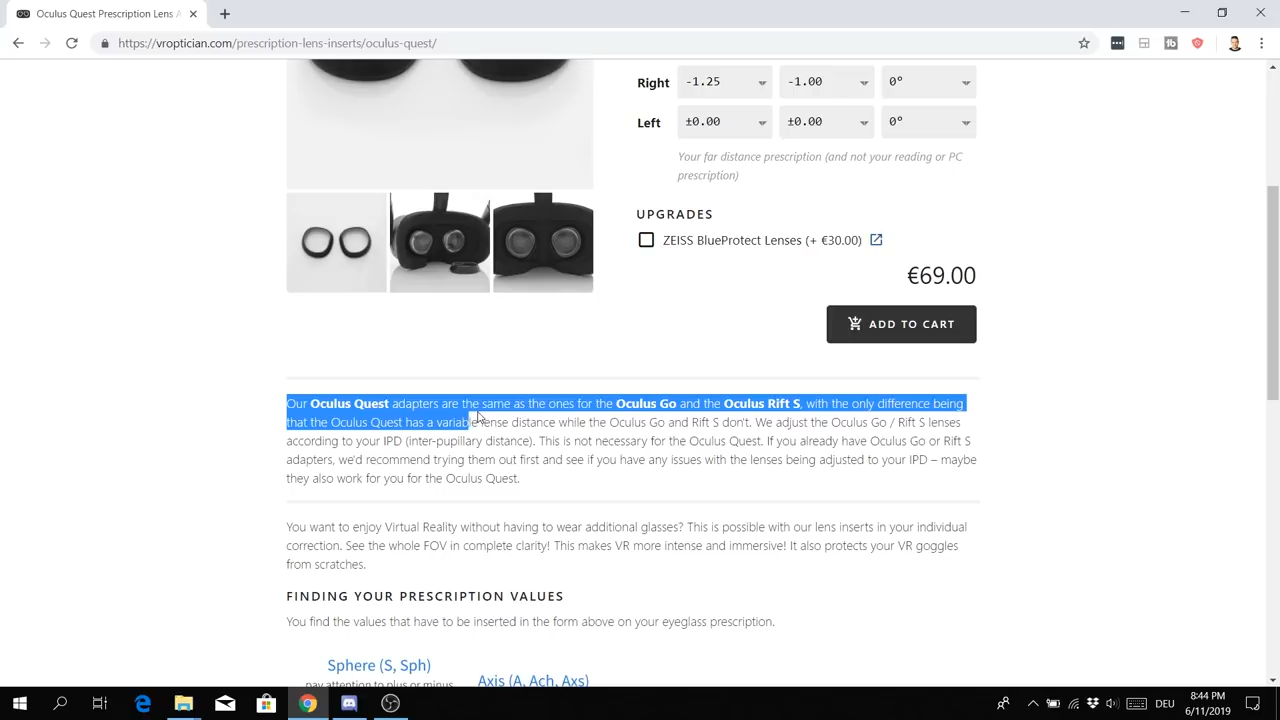 Oculus Quest Prescription Lens A
https://vroptician.com/prescription-lens-inserts/oculus-quest/
Right -1.25 -1.00 0°
Left ±0.00 ±0.00 0°
Your far distance prescription (and not your reading or PC
prescription)
UPGRADES
ZEISS BlueProtect Lenses (+ €30.00)
€69.00
ADD TO CART
Our Oculus Quest adapters are the same as the ones for the Oculus Go and the Oculus Rift S, with the only difference being
that the Oculus Quest has a variable lense distance while the Oculus Go and Rift S don't. We adjust the Oculus Go / Rift S lenses
according to your IPD (inter-pupillary distance). This is not necessary for the Oculus Quest. If you already have Oculus Go or Rift S
adapters, we'd recommend trying them out first and see if you have any issues with the lenses being adjusted to your IPD – maybe
they also work for you for the Oculus Quest.
You want to enjoy Virtual Reality without having to wear additional glasses? This is possible with our lens inserts in your individual
correction. See the whole FOV in complete clarity! This makes VR more intense and immersive! It also protects your VR goggles
from scratches.
FINDING YOUR PRESCRIPTION VALUES
You find the values that have to be inserted in the form above on your eyeglass prescription.
Sphere (S, Sph)
pay attention to plus or minus
Axis (A, Ach, Axs)
DEU
8:44 PM
6/11/2019